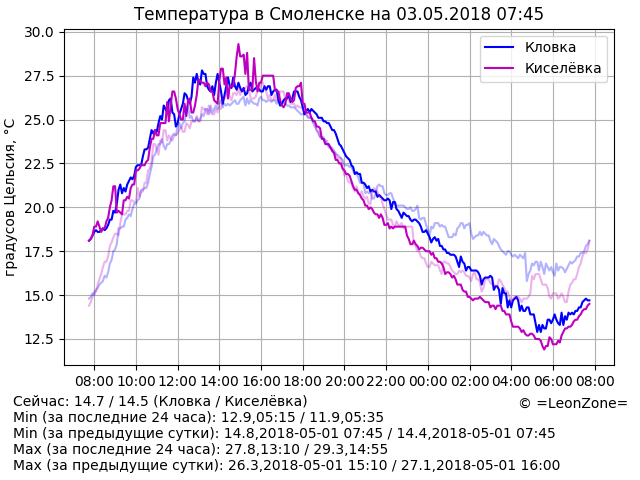 Температура в Смоленске на 03.05.2018 07:45
градусов Цельсия, °C
30.0
27.5
25.0
22.5
20.0
17.5
15.0
12.5
Кловка
Киселёвка
08:00 10:00 12:00 14:00 16:00 18:00 20:00 22:00 00:00 02:00 04:00 06:00 08:00
Сейчас: 14.7 / 14.5 (Кловка / Киселёвка)
© =LeonZone=
Min (за последние 24 часа): 12.9,05:15 / 11.9,05:35
Min (за предыдущие сутки): 14.8,2018-05-01 07:45 / 14.4,2018-05-01 07:45
Max (за последние 24 часа): 27.8,13:10 / 29.3,14:55
Max (за предыдущие сутки): 26.3,2018-05-01 15:10 / 27.1,2018-05-01 16:00